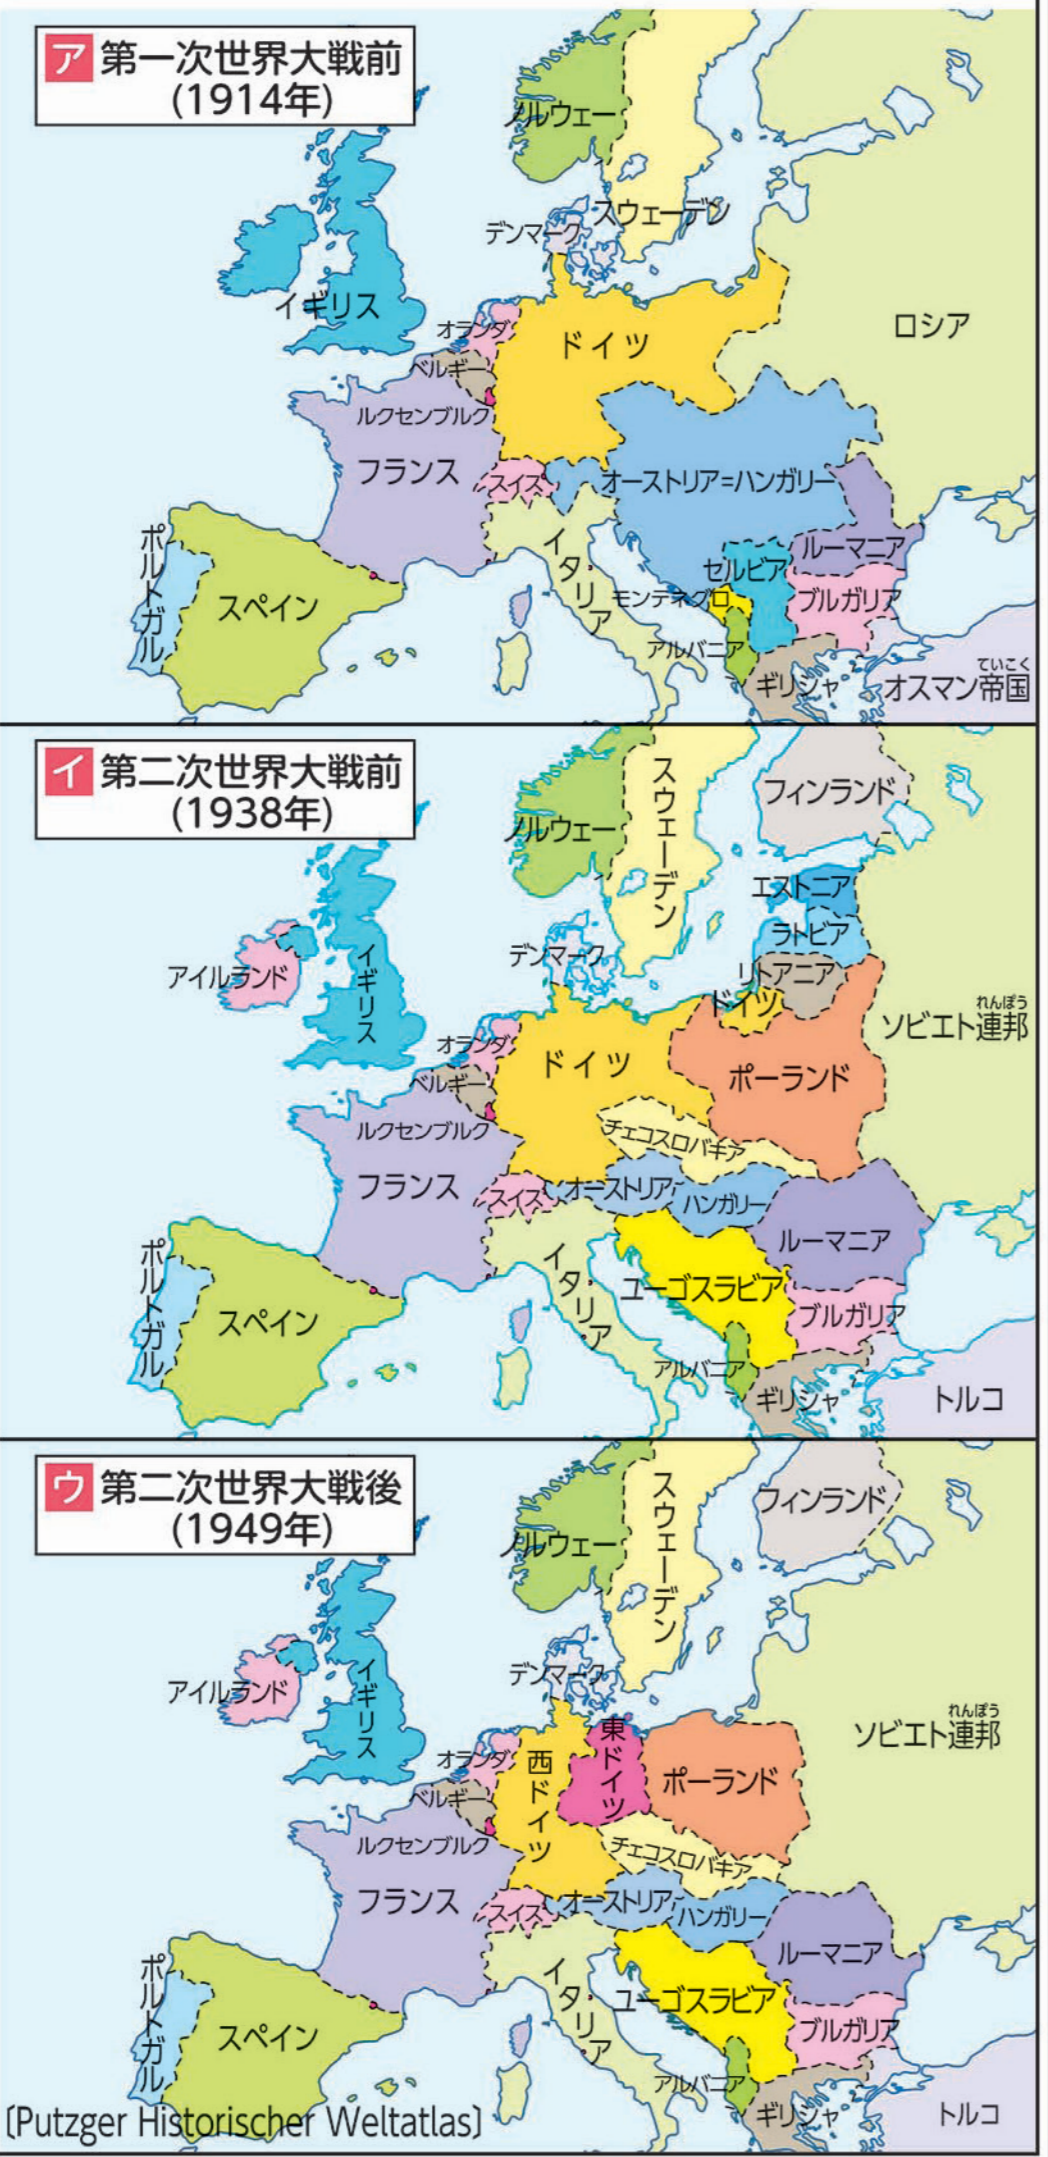 ア 第一次世界大戦前
(1914年)
ノルウェー
スウェーデン
デンマーク
イギリス
オランダ
ドイツ
ロシア
ベルギー
ルクセンブルク
フランス
スイス
オーストリア=ハンガリー
イタリア
ポルトガル
スペイン
ルーマニア
セルビア
モンテネグロ
ブルガリア
アルバニア
ギリシャ
ていこく
オスマン帝国
イ 第二次世界大戦前
(1938年)
ノルウェー
スウェーデン
フィンランド
エストニア
ラトビア
リトアニア
デンマーク
アイルランド
イギリス
ドイツ
れんぽう
ソビエト連邦
オランダ
ドイツ
ポーランド
ベルギー
ルクセンブルク
チェコスロバキア
フランス
スイス
オーストリア
ハンガリー
ルーマニア
イタリア
ユーゴスラビア
ポルトガル
スペイン
ブルガリア
アルバニア
ギリシャ
トルコ
ウ 第二次世界大戦後
(1949年)
ノルウェー
スウェーデン
フィンランド
デンマーク
アイルランド
イギリス
れんぽう
ソビエト連邦
オランダ
西ドイツ
東ドイツ
ポーランド
ベルギー
ルクセンブルク
チェコスロバキア
フランス
スイス
オーストリア
ハンガリー
ルーマニア
イタリア
ユーゴスラビア
ポルトガル
スペイン
ブルガリア
アルバニア
ギリシャ
トルコ
〔Putzger Historischer Weltatlas〕